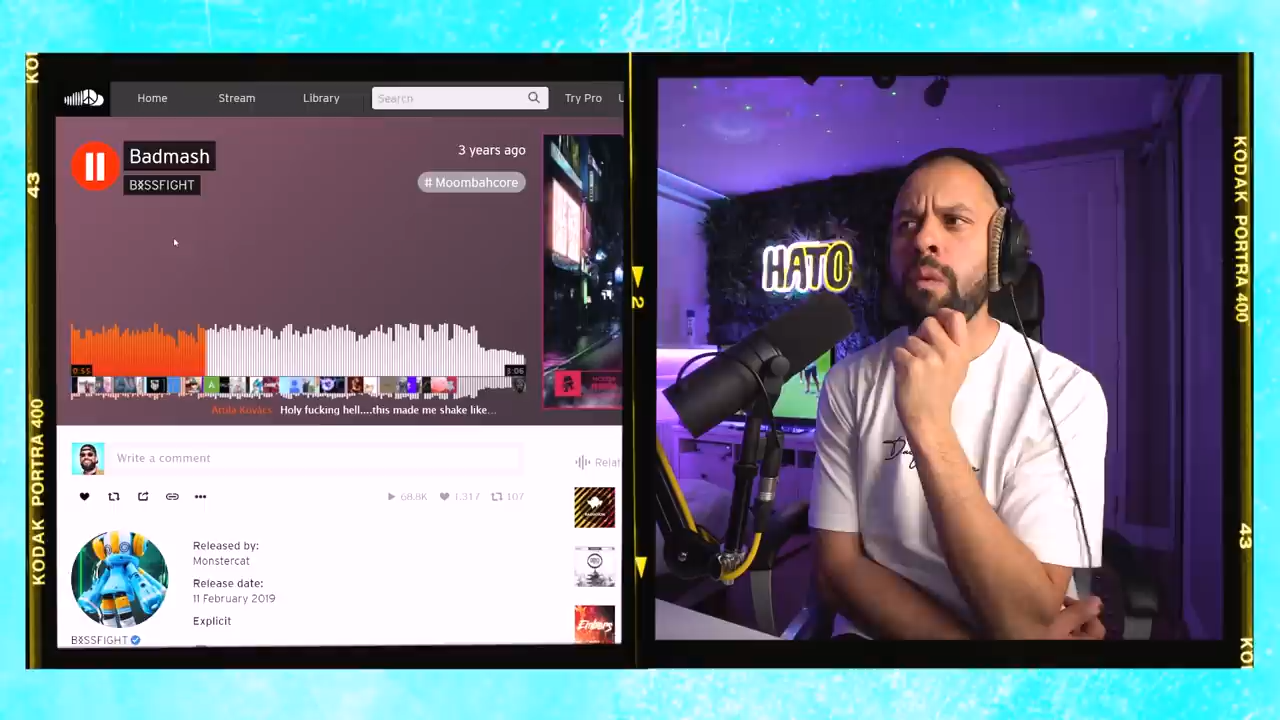 KODAK PORTRA 400
43
Home
Stream
Library
Search
Try Pro
Badmash
BXSSFIGHT
3 years ago
# Moombahcore
0:55
3:06
Holy fucking hell....this made me shake like...
Write a comment
68.8K
1,317
107
Released by:
Monstercat
Release date:
11 February 2019
Explicit
BXSSFIGHT
Embers
2
HATO
KODAK PORTRA 400
43